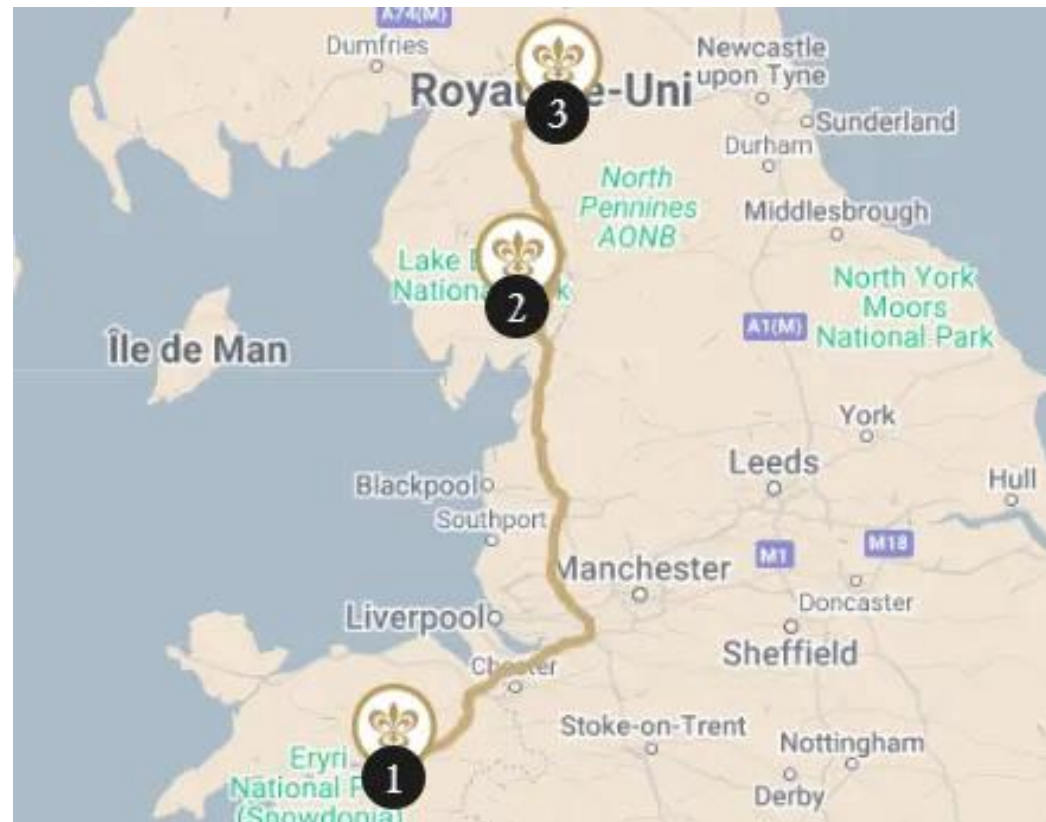 A74(M)
Dumfries
Newcastle
upon Tyne
3
Sunderland
Durham
North
Pennines
AONB
Middlesbrough
Lake
2
North York
Moors
National Park
A1(M)
Île de Man
York
Leeds
Hull
Blackpool
Southport
M1
M18
Manchester
Doncaster
Liverpool
Sheffield
Stoke-on-Trent
Nottingham
Derby
Eryri
National
(Snowdonia)
1